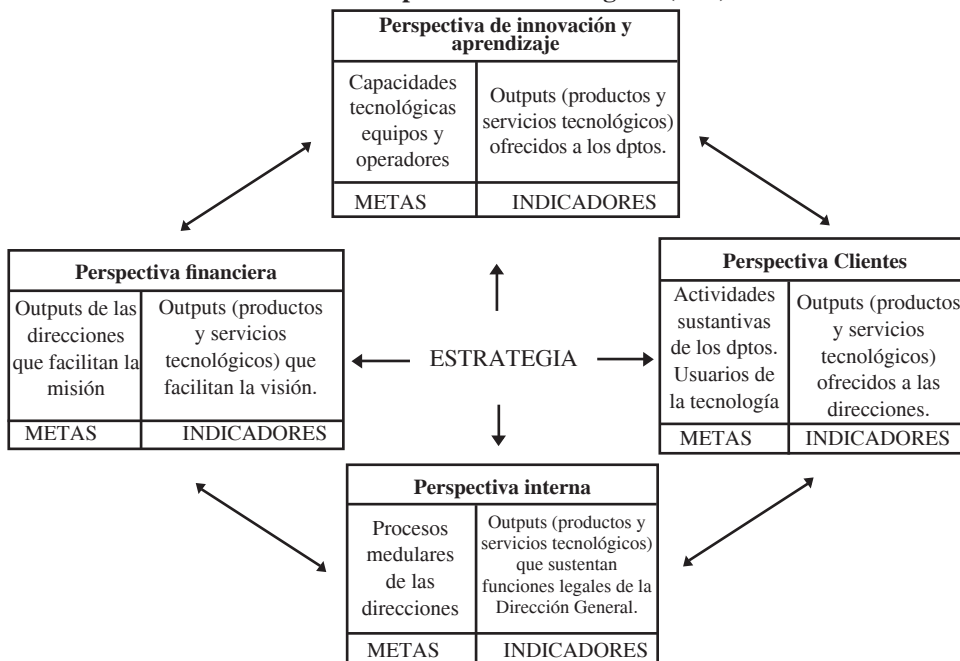 Perspectiva de innovación y
aprendizaje
Capacidades
tecnológicas
equipos y
operadores
Outputs (productos y
servicios tecnológicos)
ofrecidos a los dptos.
METAS
INDICADORES
Perspectiva financiera
Outputs de las
direcciones
que facilitan la
misión
Outputs (productos
y servicios
tecnológicos) que
facilitan la visión.
METAS
INDICADORES
ESTRATEGIA
Perspectiva Clientes
Actividades
sustantivas
de los dptos.
Usuarios de
la tecnología
Outputs (productos
y servicios
tecnológicos)
ofrecidos a las
direcciones.
METAS
INDICADORES
Perspectiva interna
Procesos
medulares
de las
direcciones
Outputs (productos y
servicios tecnológicos)
que sustentan
funciones legales de la
Dirección General.
METAS
INDICADORES